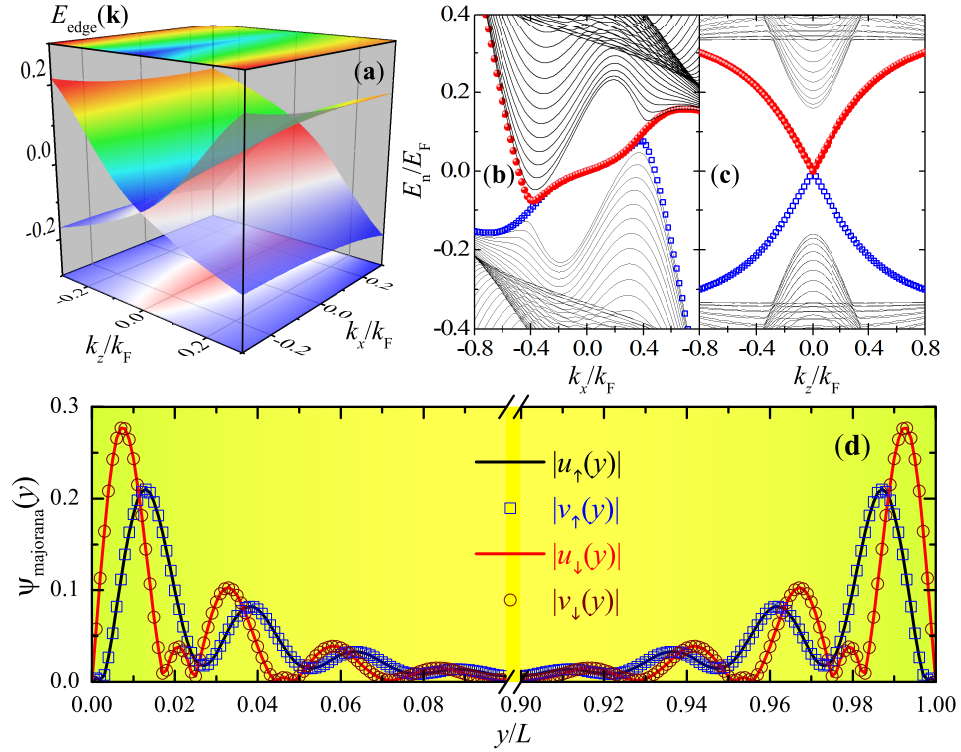 E_edge(k)
(a)
0.2
0.0
-0.2
-0.2
0.0
0.2
k_z/k_F
-0.2
0.0
0.2
k_x/k_F
E_n/E_F
0.4
0.2
0.0
-0.2
-0.4
(b)
(c)
-0.8 -0.4 0.0 0.4 -0.8 -0.4 0.0 0.4 0.8
k_x/k_F
k_z/k_F
ψ_majorana(y)
0.3
0.2
0.1
0.0
(d)
|u_↑(y)|
|v_↑(y)|
|u_↓(y)|
|v_↓(y)|
0.00 0.02 0.04 0.06 0.08 0.90 0.92 0.94 0.96 0.98 1.00
y/L